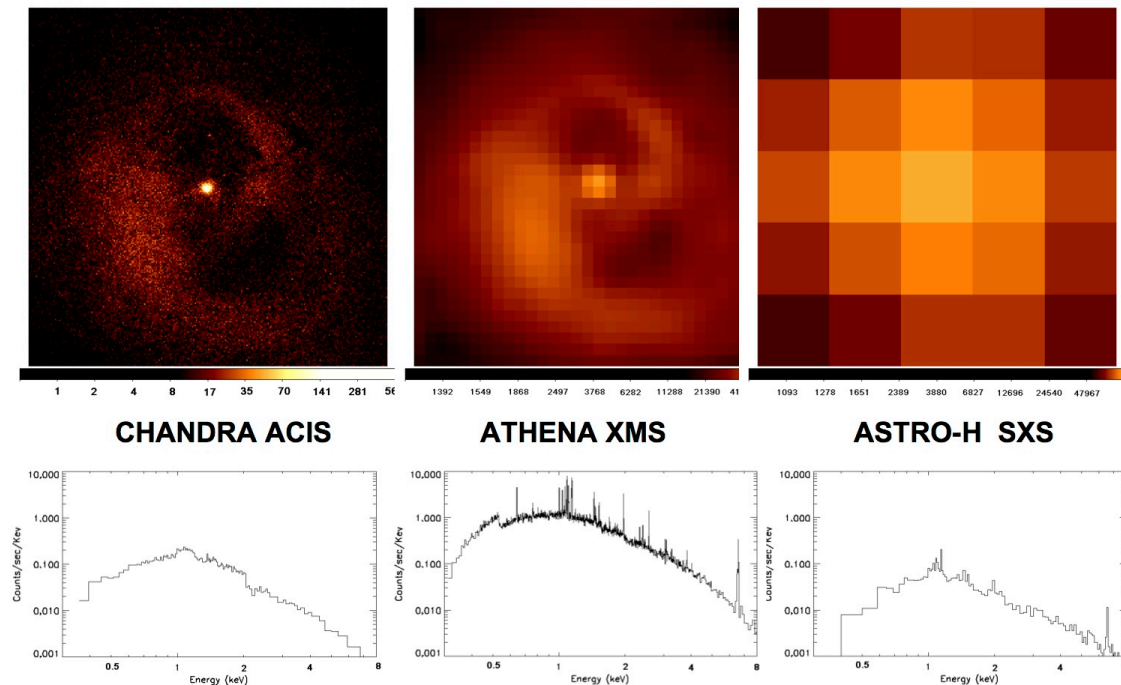 1 2 4 8 17 35 70 141 281 56
1392 1549 1868 2497 3768 6282 11288 21390 41
1093 1278 1651 2389 3880 6827 12696 24540 47967
CHANDRA ACIS
ATHENA XMS
ASTRO-H SXS
10.000
1.000
0.100
0.010
0.001
Counts/sec/Kev
0.5 1 2 4 8
Energy (keV)
10.000
1.000
0.100
0.010
0.001
Counts/sec/Kev
0.5 1 2 4 8
Energy (keV)
10.000
1.000
0.100
0.010
0.001
Counts/sec/Kev
0.5 1 2 4
Energy (keV)